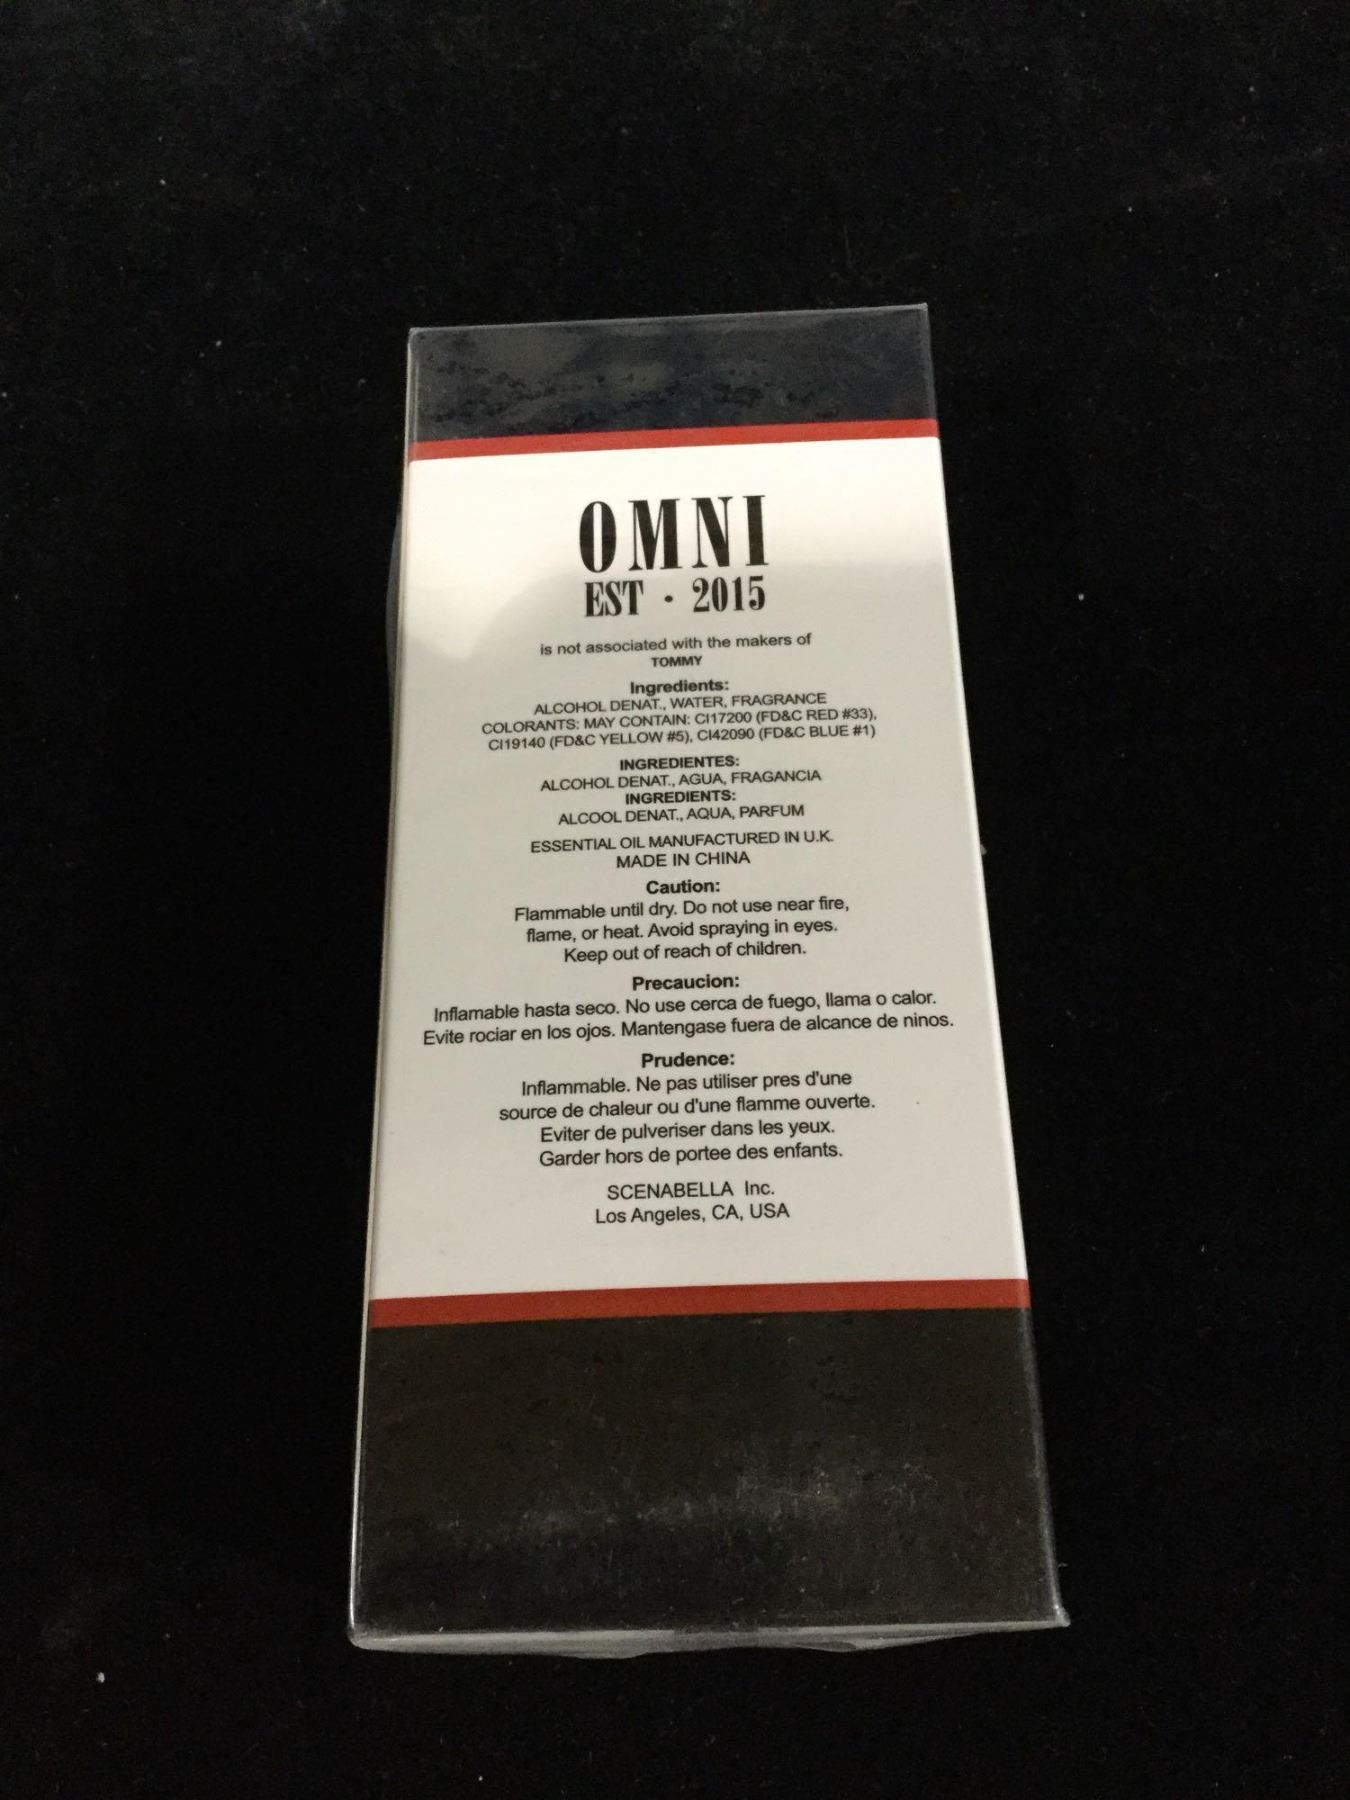 OMNI
EST · 2015
is not associated with the makers of
TOMMY
Ingredients:
ALCOHOL DENAT., WATER, FRAGRANCE
COLORANTS: MAY CONTAIN: CI17200 (FD&C RED #33),
CI19140 (FD&C YELLOW #5), CI42090 (FD&C BLUE #1)
INGREDIENTES:
ALCOHOL DENAT., AGUA, FRAGANCIA
INGREDIENTS:
ALCOOL DENAT., AQUA, PARFUM
ESSENTIAL OIL MANUFACTURED IN U.K.
MADE IN CHINA
Caution:
Flammable until dry. Do not use near fire,
flame, or heat. Avoid spraying in eyes.
Keep out of reach of children.
Precaucion:
Inflamable hasta seco. No use cerca de fuego, llama o calor.
Evite rociar en los ojos. Mantengase fuera de alcance de ninos.
Prudence:
Inflammable. Ne pas utiliser pres d'une
source de chaleur ou d'une flamme ouverte.
Eviter de pulveriser dans les yeux.
Garder hors de portee des enfants.
SCENABELLA Inc.
Los Angeles, CA, USA